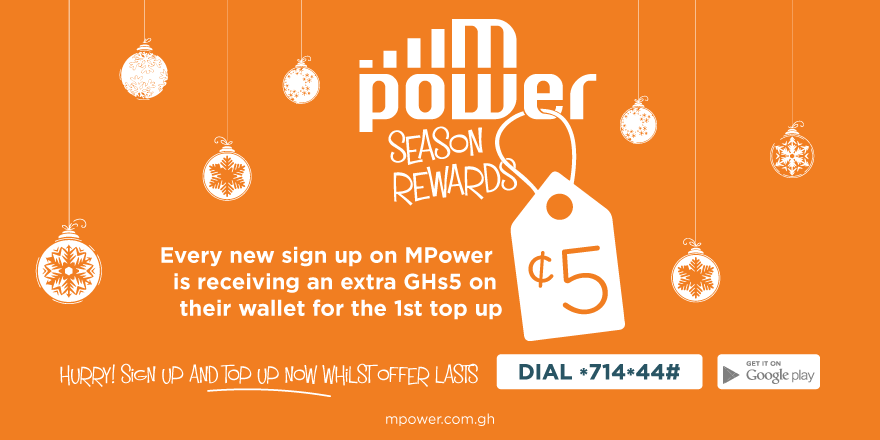 mpower
SEASON
REWARDS
¢5
Every new sign up on MPower
is receiving an extra GHs5 on
their wallet for the 1st top up
HURRY! SIGN UP AND TOP UP NOW WHILST OFFER LASTS
DIAL *714*44#
GET IT ON
Google play
mpower.com.gh